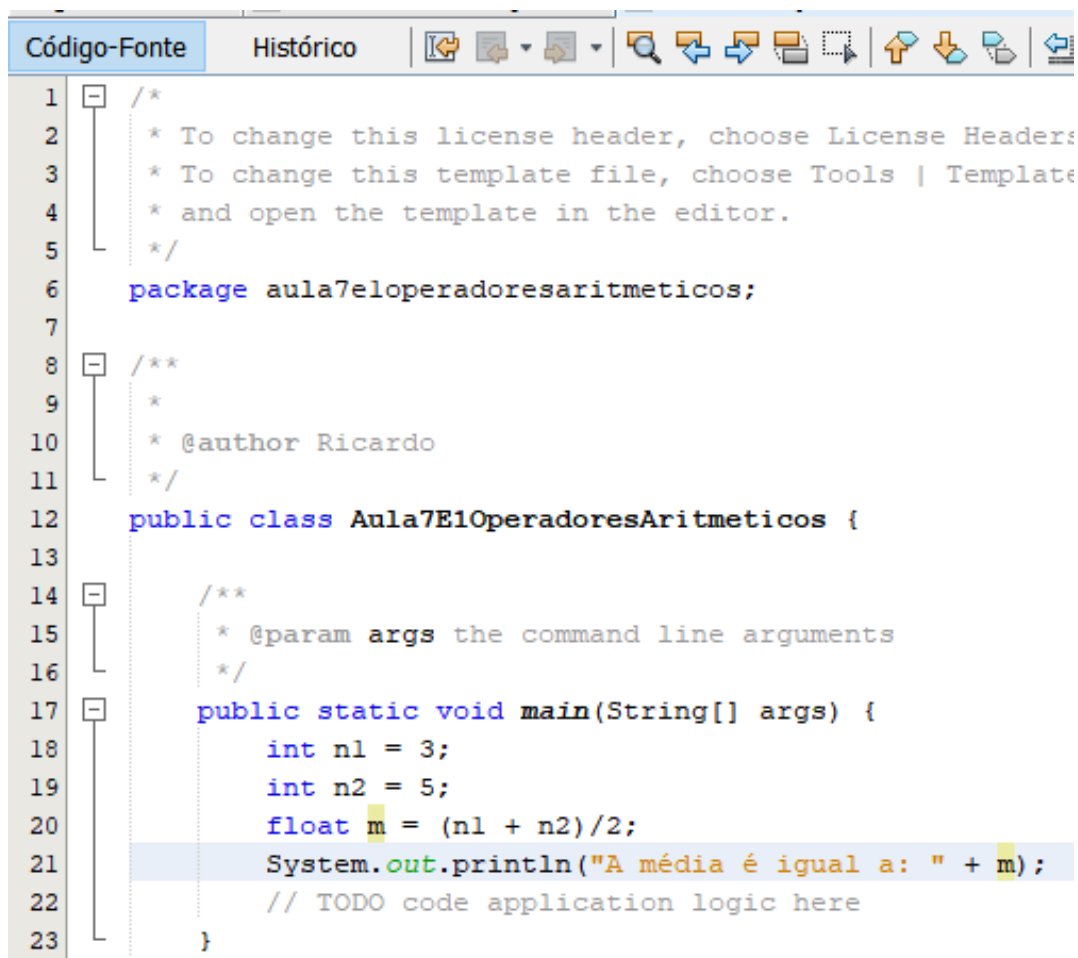 Código-Fonte Histórico
1 /*
2 * To change this license header, choose License Headers
3 * To change this template file, choose Tools | Template
4 * and open the template in the editor.
5 */
6 package aula7e1operadoresaritmeticos;
7
8 /**
9 *
10 * @author Ricardo
11 */
12 public class Aula7E1OperadoresAritmeticos {
13
14 /**
15 * @param args the command line arguments
16 */
17 public static void main(String[] args) {
18 int n1 = 3;
19 int n2 = 5;
20 float m = (n1 + n2)/2;
21 System.out.println("A média é igual a: " + m);
22 // TODO code application logic here
23 }